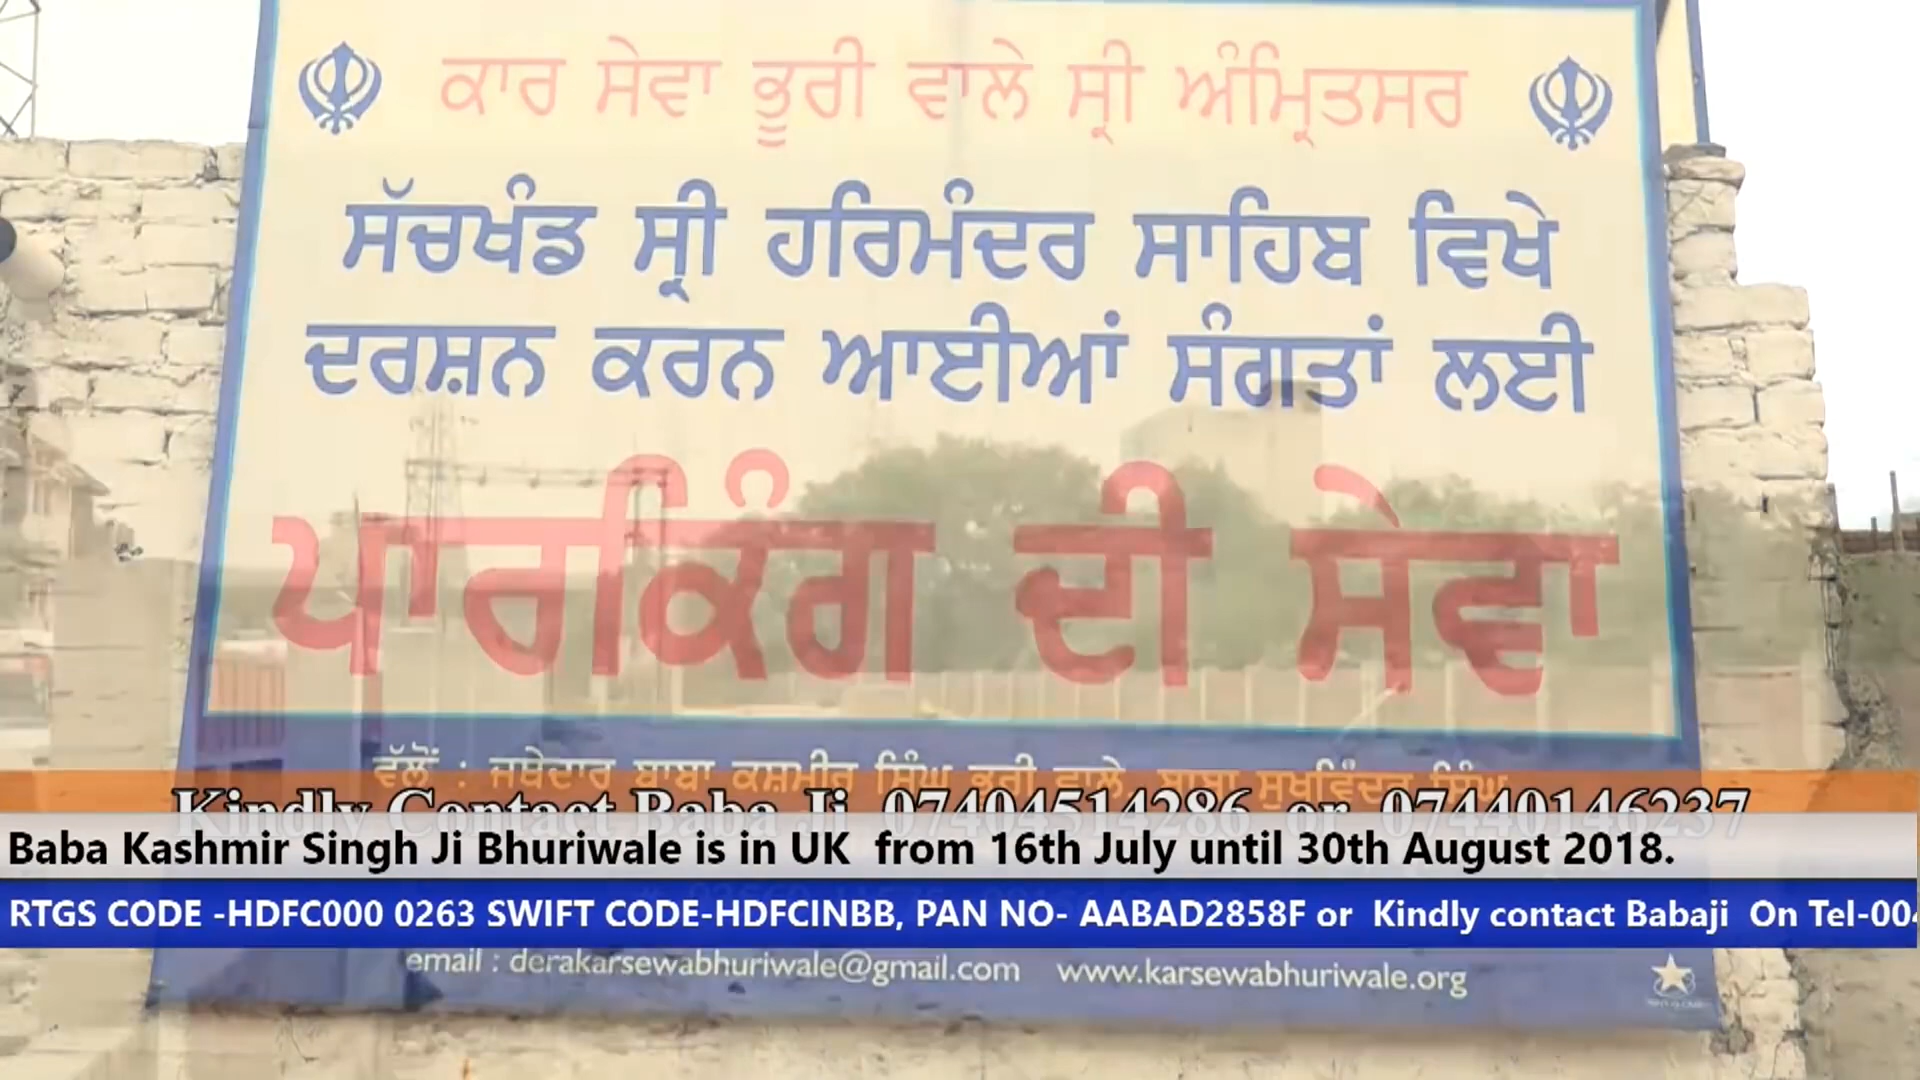 ਕਾਰ ਸੇਵਾ ਭੂਰੀ ਵਾਲੇ ਸ੍ਰੀ ਅੰਮ੍ਰਿਤਸਰ
ਸੱਚਖੰਡ ਸ੍ਰੀ ਹਰਿਮੰਦਰ ਸਾਹਿਬ ਵਿਖੇ
ਦਰਸ਼ਨ ਕਰਨ ਆਈਆਂ ਸੰਗਤਾਂ ਲਈ
ਪਾਰਕਿੰਗ ਦੀ ਸੇਵਾ
ਵੱਲੋਂ : ਜਥੇਦਾਰ ਬਾਬਾ ਕਸ਼ਮੀਰ ਸਿੰਘ ਭੂਰੀ ਵਾਲੇ, ਬਾਬਾ ਸੁਖਵਿੰਦਰ ਸਿੰਘ
Kindly Contact Baba Ji 07404514286 or 07440146237
Baba Kashmir Singh Ji Bhuriwale is in UK from 16th July until 30th August 2018.
RTGS CODE -HDFC000 0263 SWIFT CODE-HDFCINBB, PAN NO- AABAD2858F or Kindly contact Babaji On Tel-004
email : derakarsewabhuriwale@gmail.com www.karsewabhuriwale.org